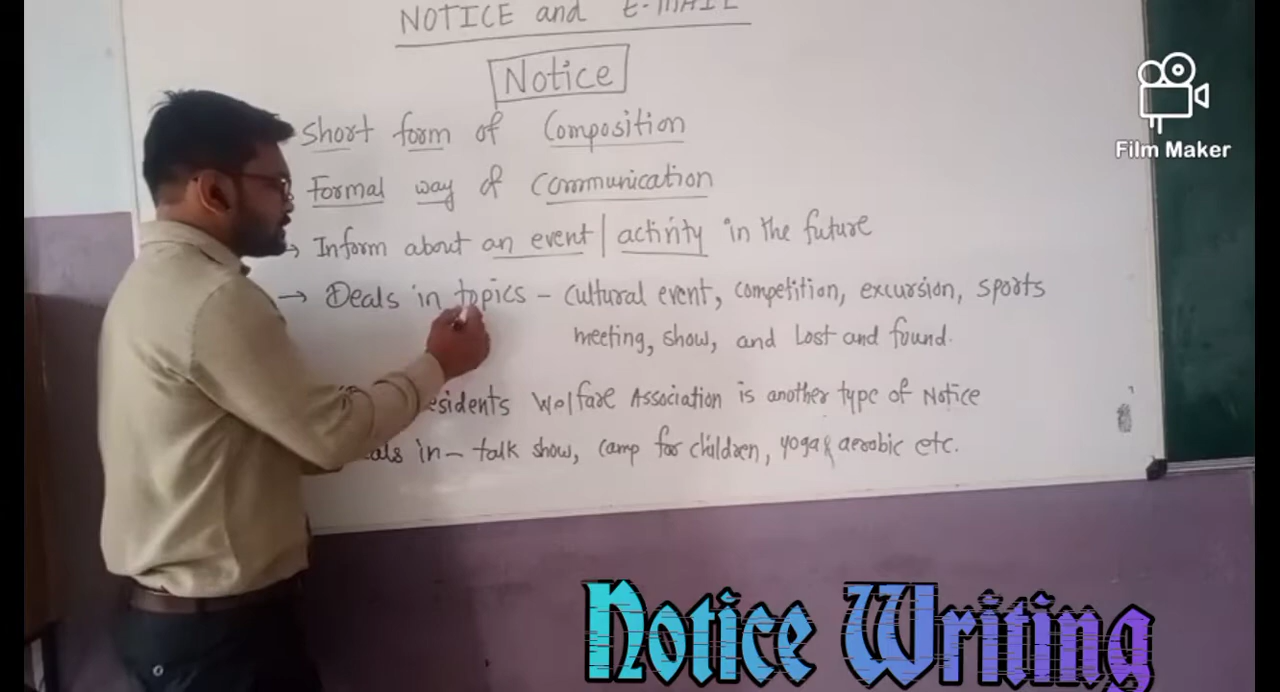 NOTICE and E-MAIL
Notice
Short form of Composition
Formal way of Communication
→ Inform about an event/activity in the future
→ Deals in topics - Cultural event, competition, excursion, sports
meeting, show, and Lost and found.
Welfare Association is another type of Notice
in - talk show, camp for children, yoga & aerobic etc.
Film Maker
Notice Writing